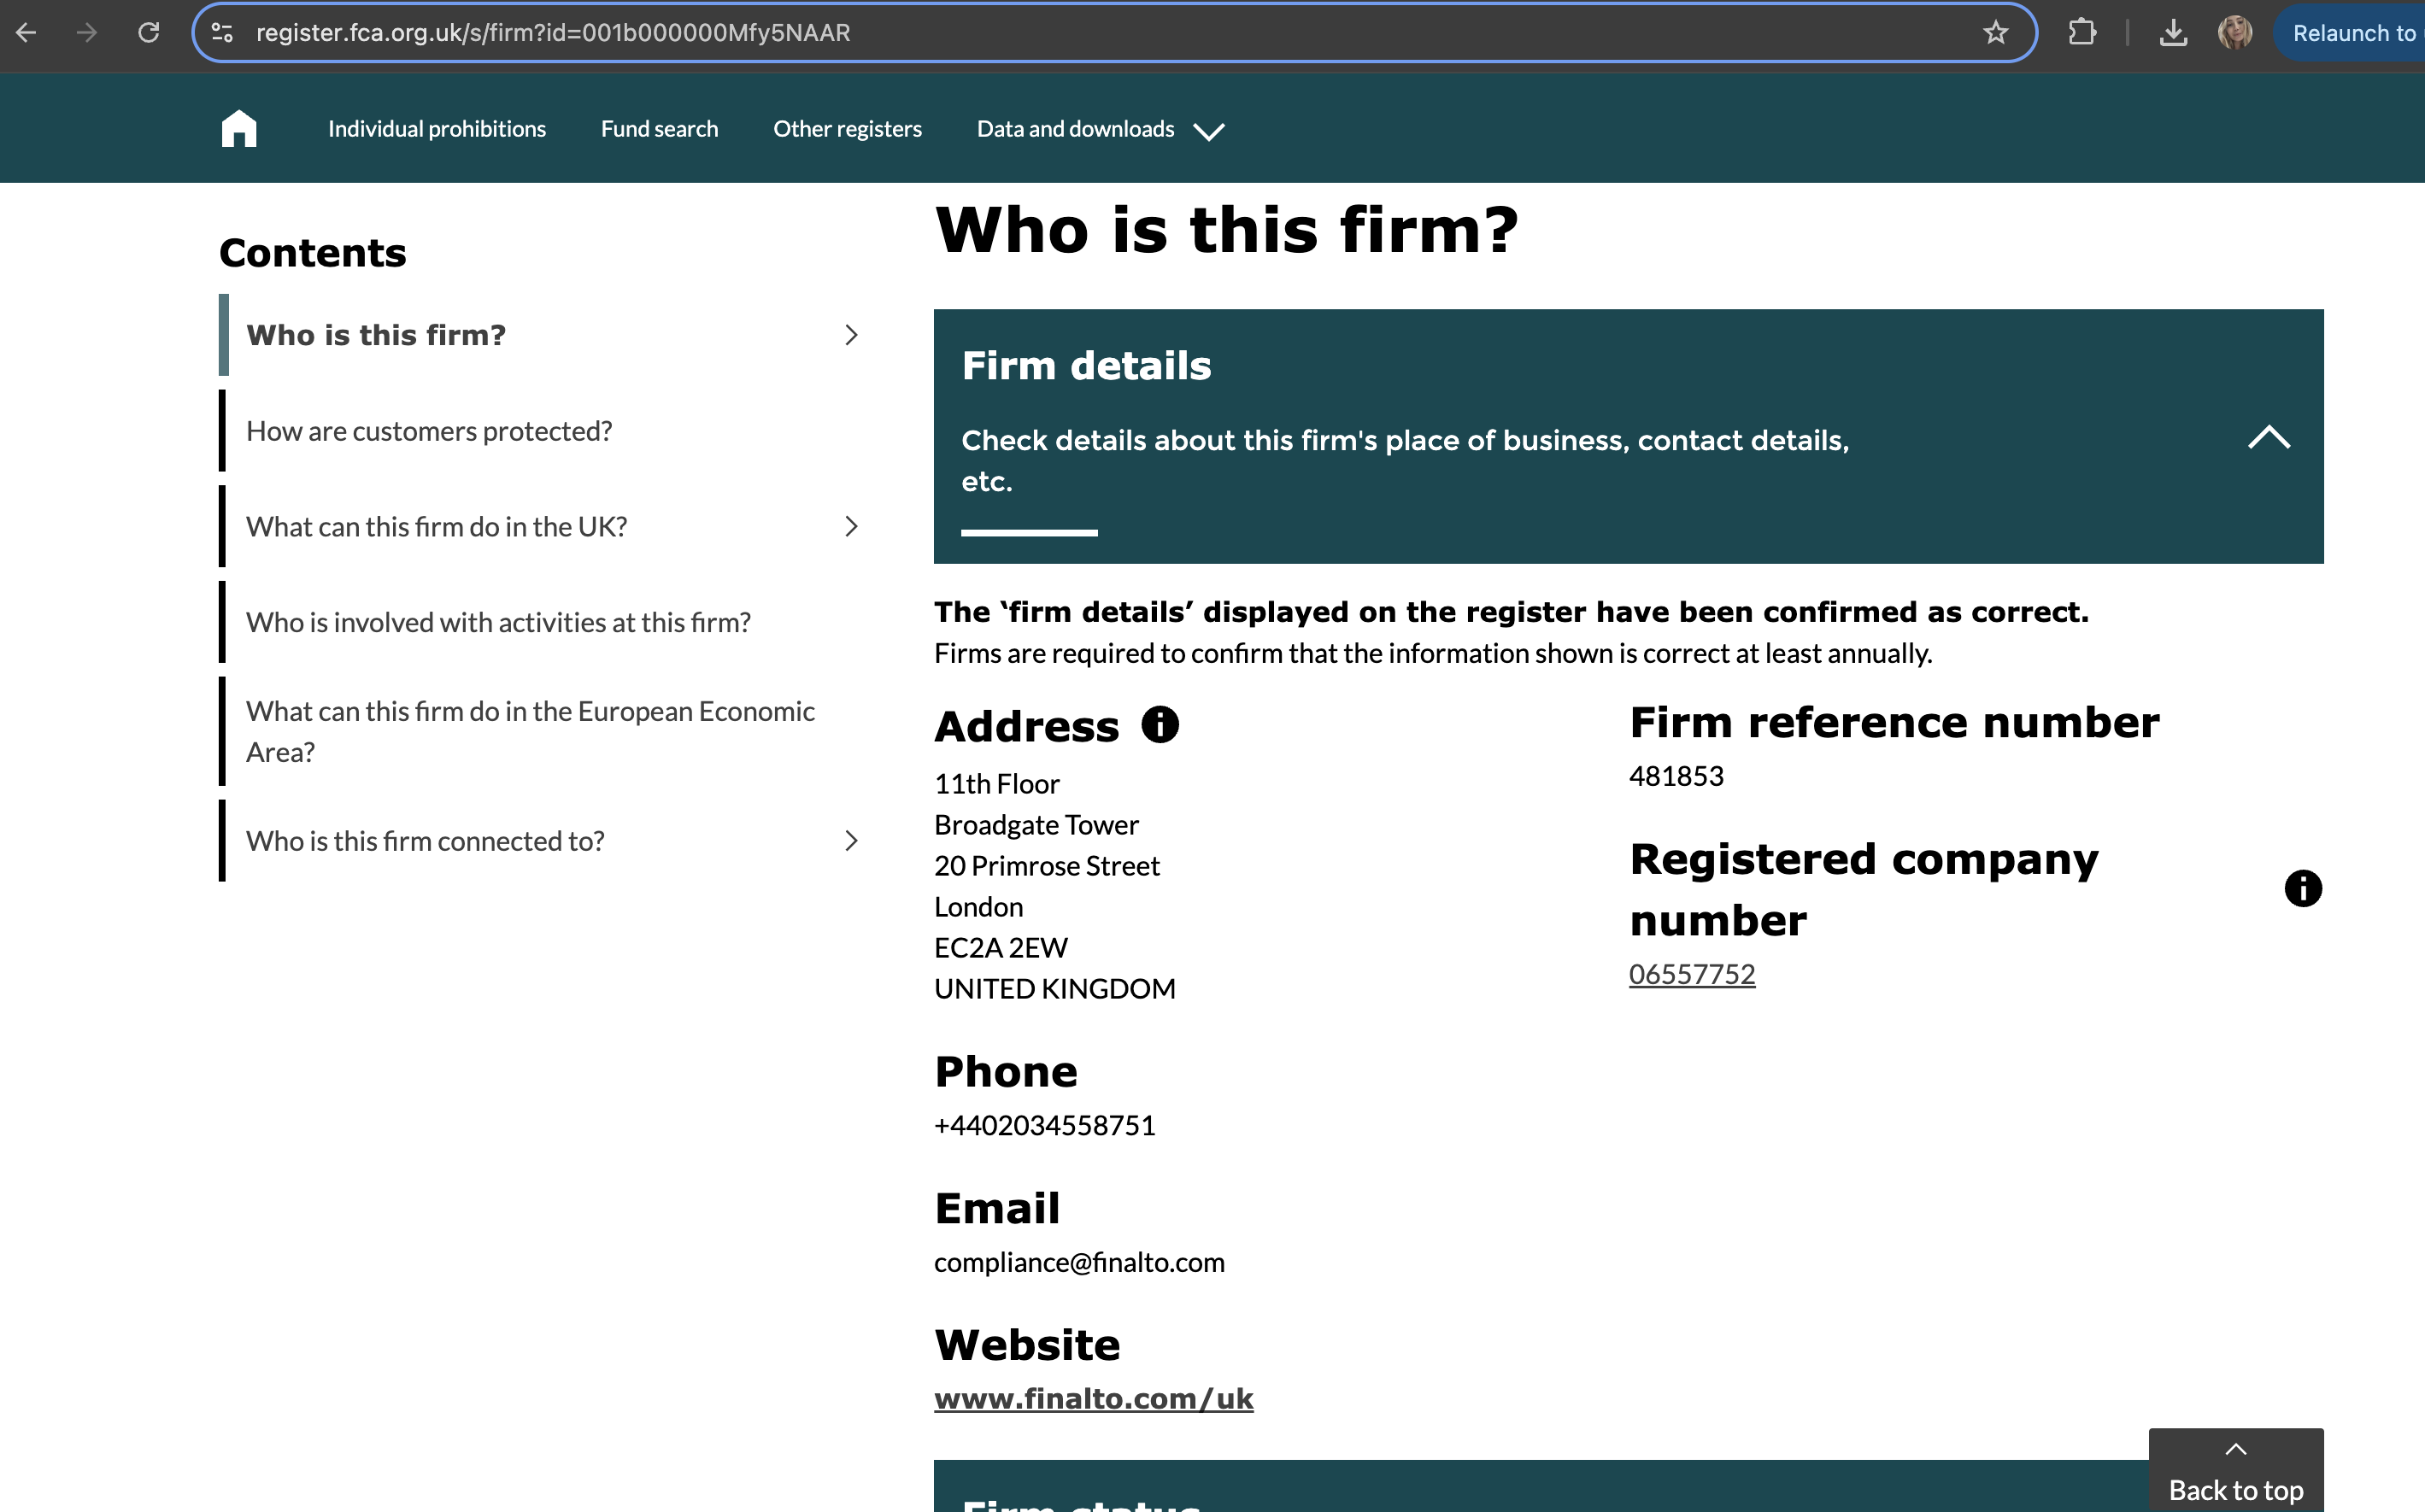 register.fca.org.uk/s/firm?id=001b000000Mfy5NAAR
Relaunch to
Individual prohibitions
Fund search
Other registers
Data and downloads
Contents
Who is this firm?
How are customers protected?
What can this firm do in the UK?
Who is involved with activities at this firm?
What can this firm do in the European Economic
Area?
Who is this firm connected to?
Who is this firm?
Firm details
Check details about this firm's place of business, contact details,
etc.
The ‘firm details’ displayed on the register have been confirmed as correct.
Firms are required to confirm that the information shown is correct at least annually.
Address
11th Floor
Broadgate Tower
20 Primrose Street
London
EC2A 2EW
UNITED KINGDOM
Phone
+4402034558751
Email
compliance@finalto.com
Website
www.finalto.com/uk
Firm reference number
481853
Registered company
number
06557752
Firm status
Back to top